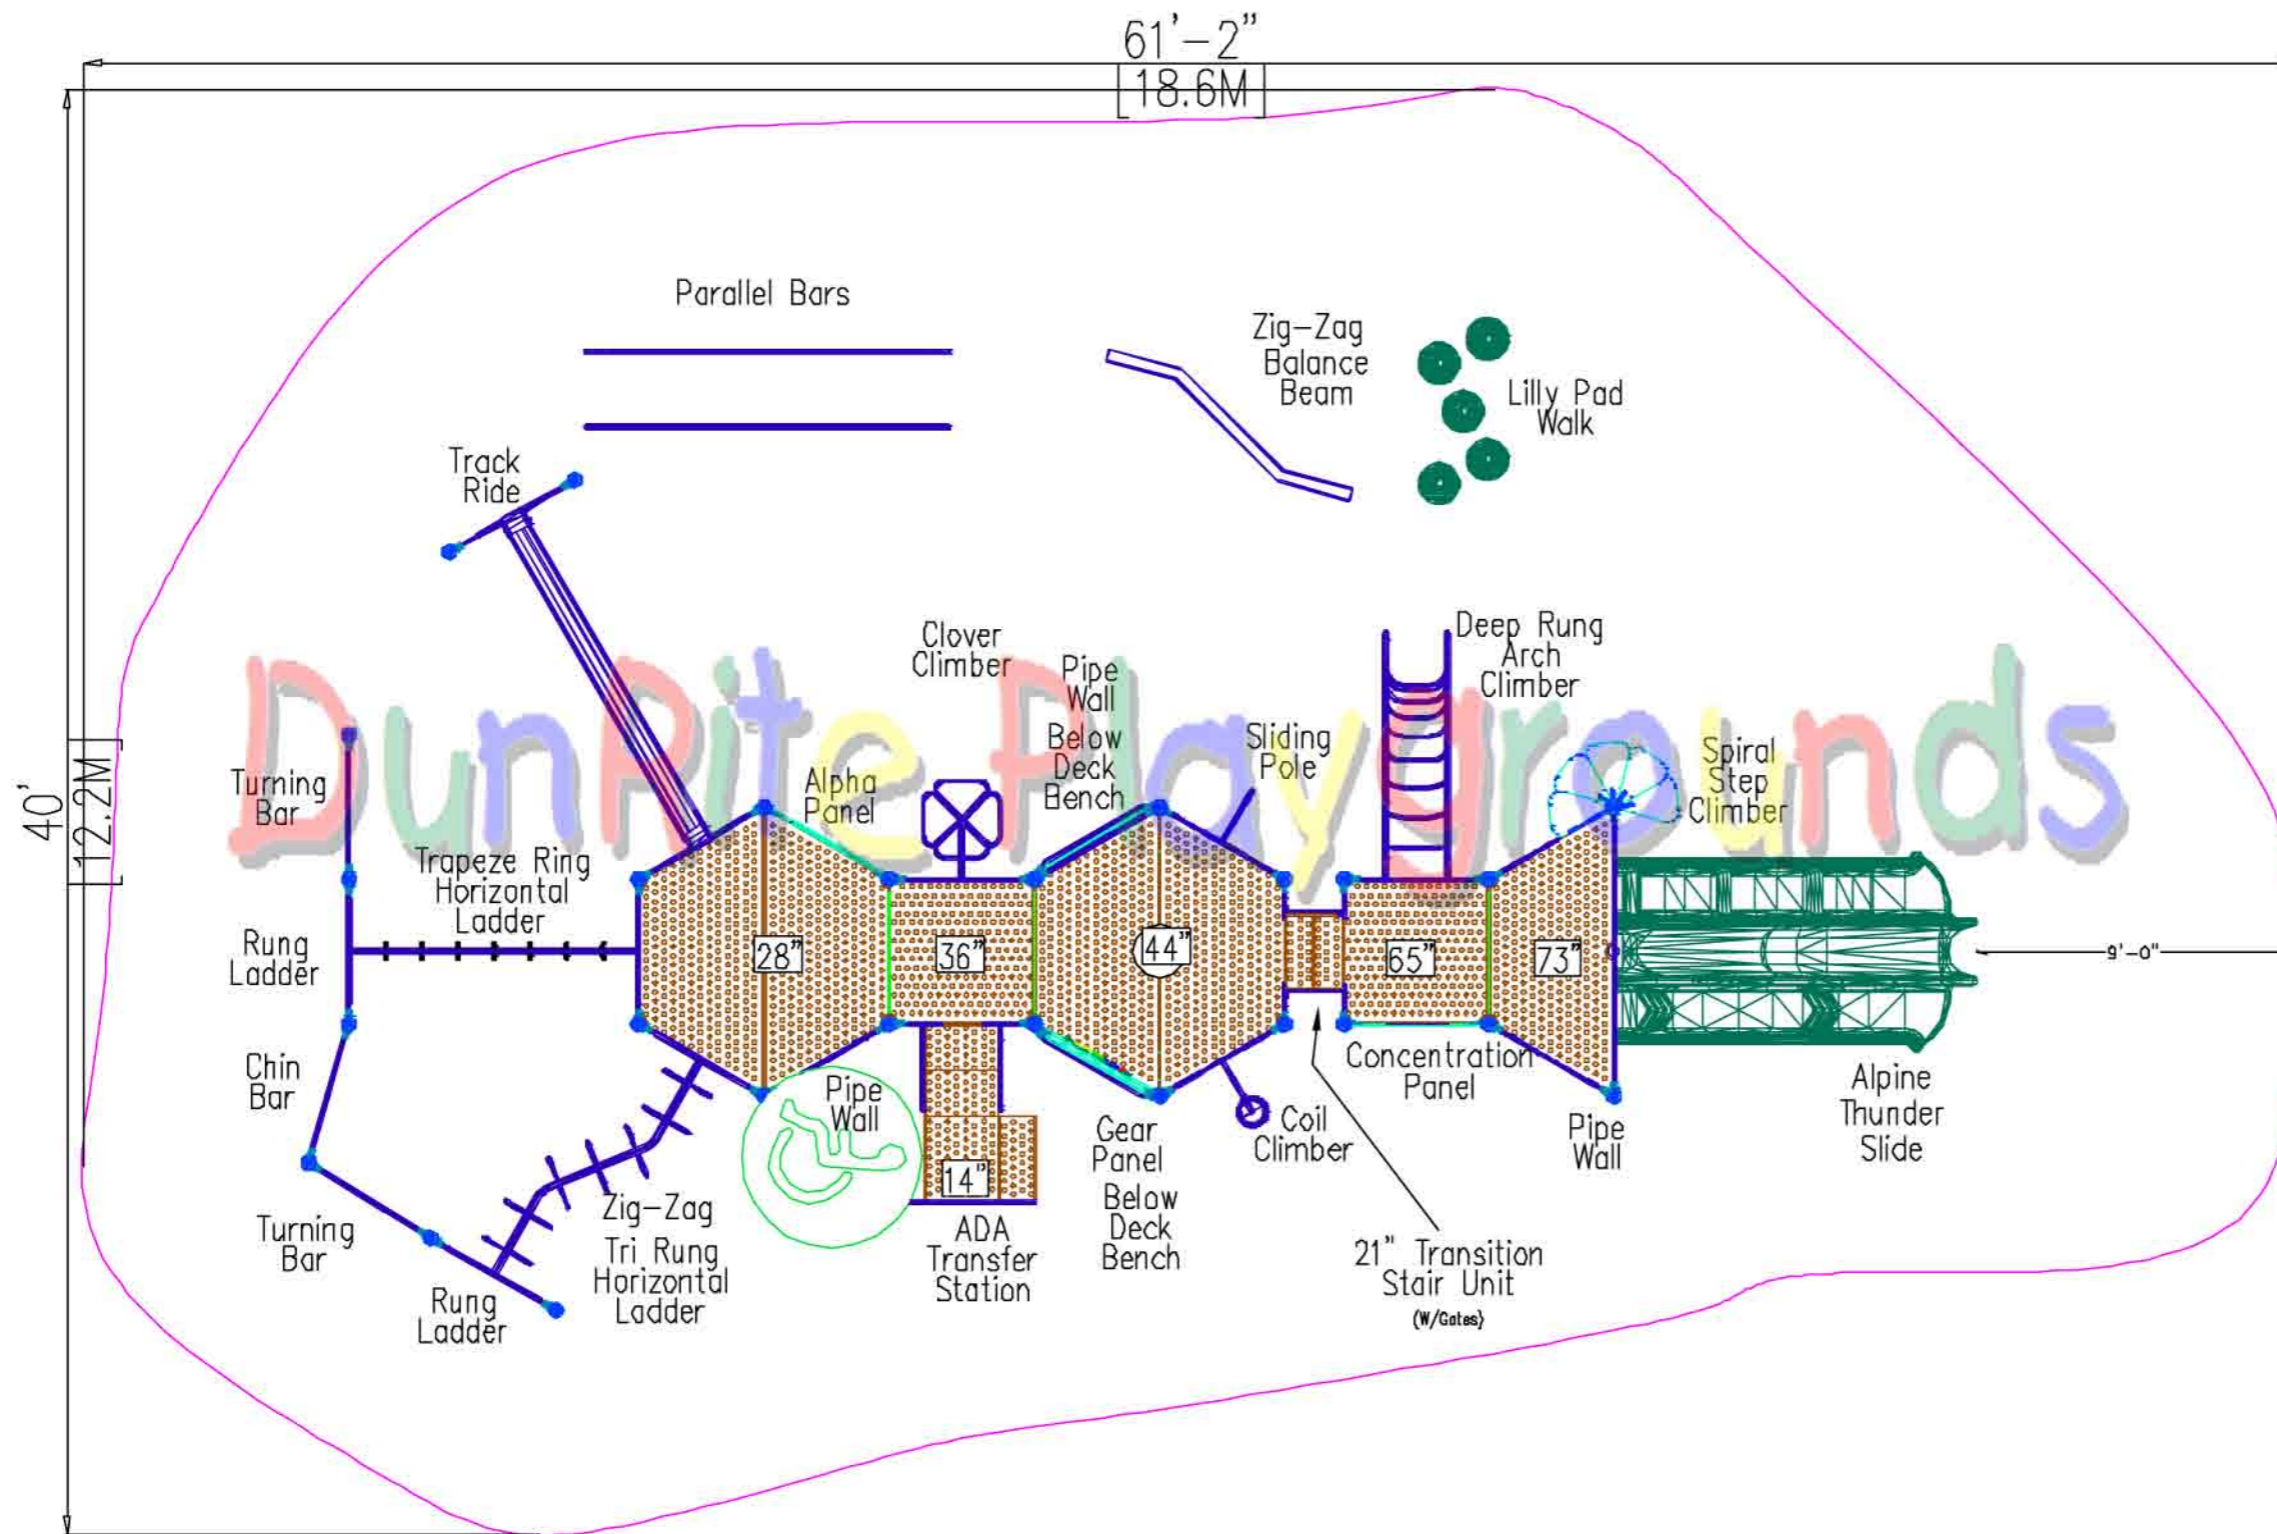 61'-2"
[18.6M]
40'
12.2M
Parallel Bars
Zig-Zag
Balance
Beam
Lilly Pad
Walk
Track
Ride
Clover
Climber
Pipe
Wall
Below
Deck
Bench
Deep Rung
Arch
Climber
Sliding
Pole
Spiral
Step
Climber
DunRite Playgrounds
Turning
Bar
Alpha
Panel
Trapeze Ring
Horizontal
Ladder
Rung
Ladder
28"
36"
44"
65"
73"
9'-0"
Chin
Bar
Pipe
Wall
14"
Gear
Panel
Below
Deck
Bench
Coil
Climber
Concentration
Panel
Pipe
Wall
Alpine
Thunder
Slide
Turning
Bar
Zig-Zag
Tri Rung
Horizontal
Ladder
ADA
Transfer
Station
21" Transition
Stair Unit
(W/Gates)
Rung
Ladder